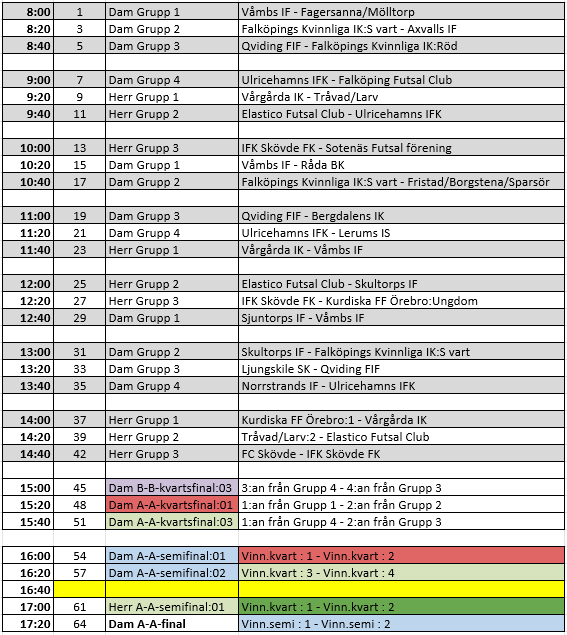 8:00 1 Dam Grupp 1 Våmbs IF - Fagersanna/Mölltorp
8:20 3 Dam Grupp 2 Falköpings Kvinnliga IK:S vart - Axvalls IF
8:40 5 Dam Grupp 3 Qviding FIF - Falköpings Kvinnliga IK:Röd
9:00 7 Dam Grupp 4 Ulricehamns IFK - Falköping Futsal Club
9:20 9 Herr Grupp 1 Vårgårda IK - Tråvad/Larv
9:40 11 Herr Grupp 2 Elastico Futsal Club - Ulricehamns IFK
10:00 13 Herr Grupp 3 IFK Skövde FK - Sotenäs Futsal förening
10:20 15 Dam Grupp 1 Våmbs IF - Råda BK
10:40 17 Dam Grupp 2 Falköpings Kvinnliga IK:S vart - Fristad/Borgstena/Sparsör
11:00 19 Dam Grupp 3 Qviding FIF - Bergdalens IK
11:20 21 Dam Grupp 4 Ulricehamns IFK - Lerums IS
11:40 23 Herr Grupp 1 Vårgårda IK - Våmbs IF
12:00 25 Herr Grupp 2 Elastico Futsal Club - Skultorps IF
12:20 27 Herr Grupp 3 IFK Skövde FK - Kurdiska FF Örebro:Ungdom
12:40 29 Dam Grupp 1 Sjuntorps IF - Våmbs IF
13:00 31 Dam Grupp 2 Skultorps IF - Falköpings Kvinnliga IK:S vart
13:20 33 Dam Grupp 3 Ljungskile SK - Qviding FIF
13:40 35 Dam Grupp 4 Norrstrands IF - Ulricehamns IFK
14:00 37 Herr Grupp 1 Kurdiska FF Örebro:1 - Vårgårda IK
14:20 39 Herr Grupp 2 Tråvad/Larv:2 - Elastico Futsal Club
14:40 42 Herr Grupp 3 FC Skövde - IFK Skövde FK
15:00 45 Dam B-B-kvartsfinal:03 3:an från Grupp 4 - 4:an från Grupp 3
15:20 48 Dam A-A-kvartsfinal:01 1:an från Grupp 1 - 2:an från Grupp 2
15:40 51 Dam A-A-kvartsfinal:03 1:an från Grupp 4 - 2:an från Grupp 3
16:00 54 Dam A-A-semifinal:01 Vinn.kvart : 1 - Vinn.kvart : 2
16:20 57 Dam A-A-semifinal:02 Vinn.kvart : 3 - Vinn.kvart : 4
16:40
17:00 61 Herr A-A-semifinal:01 Vinn.kvart : 1 - Vinn.kvart : 2
17:20 64 Dam A-A-final Vinn.semi : 1 - Vinn.semi : 2